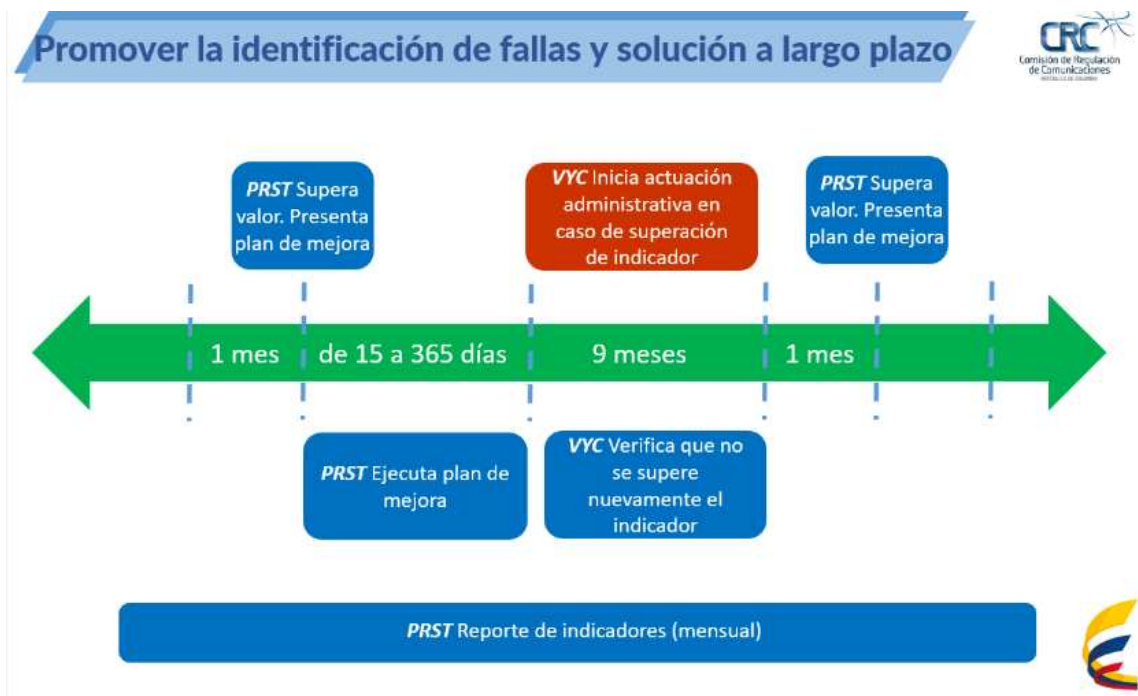 Promover la identificación de fallas y solución a largo plazo
CRC
Comisión de Regulación
de Comunicaciones
REPÚBLICA DE COLOMBIA
PRST Supera
valor. Presenta
plan de mejora
VYC Inicia actuación
administrativa en
caso de superación
de indicador
PRST Supera
valor. Presenta
plan de mejora
1 mes
de 15 a 365 días
9 meses
1 mes
PRST Ejecuta plan de
mejora
VYC Verifica que no
se supere
nuevamente el
indicador
PRST Reporte de indicadores (mensual)